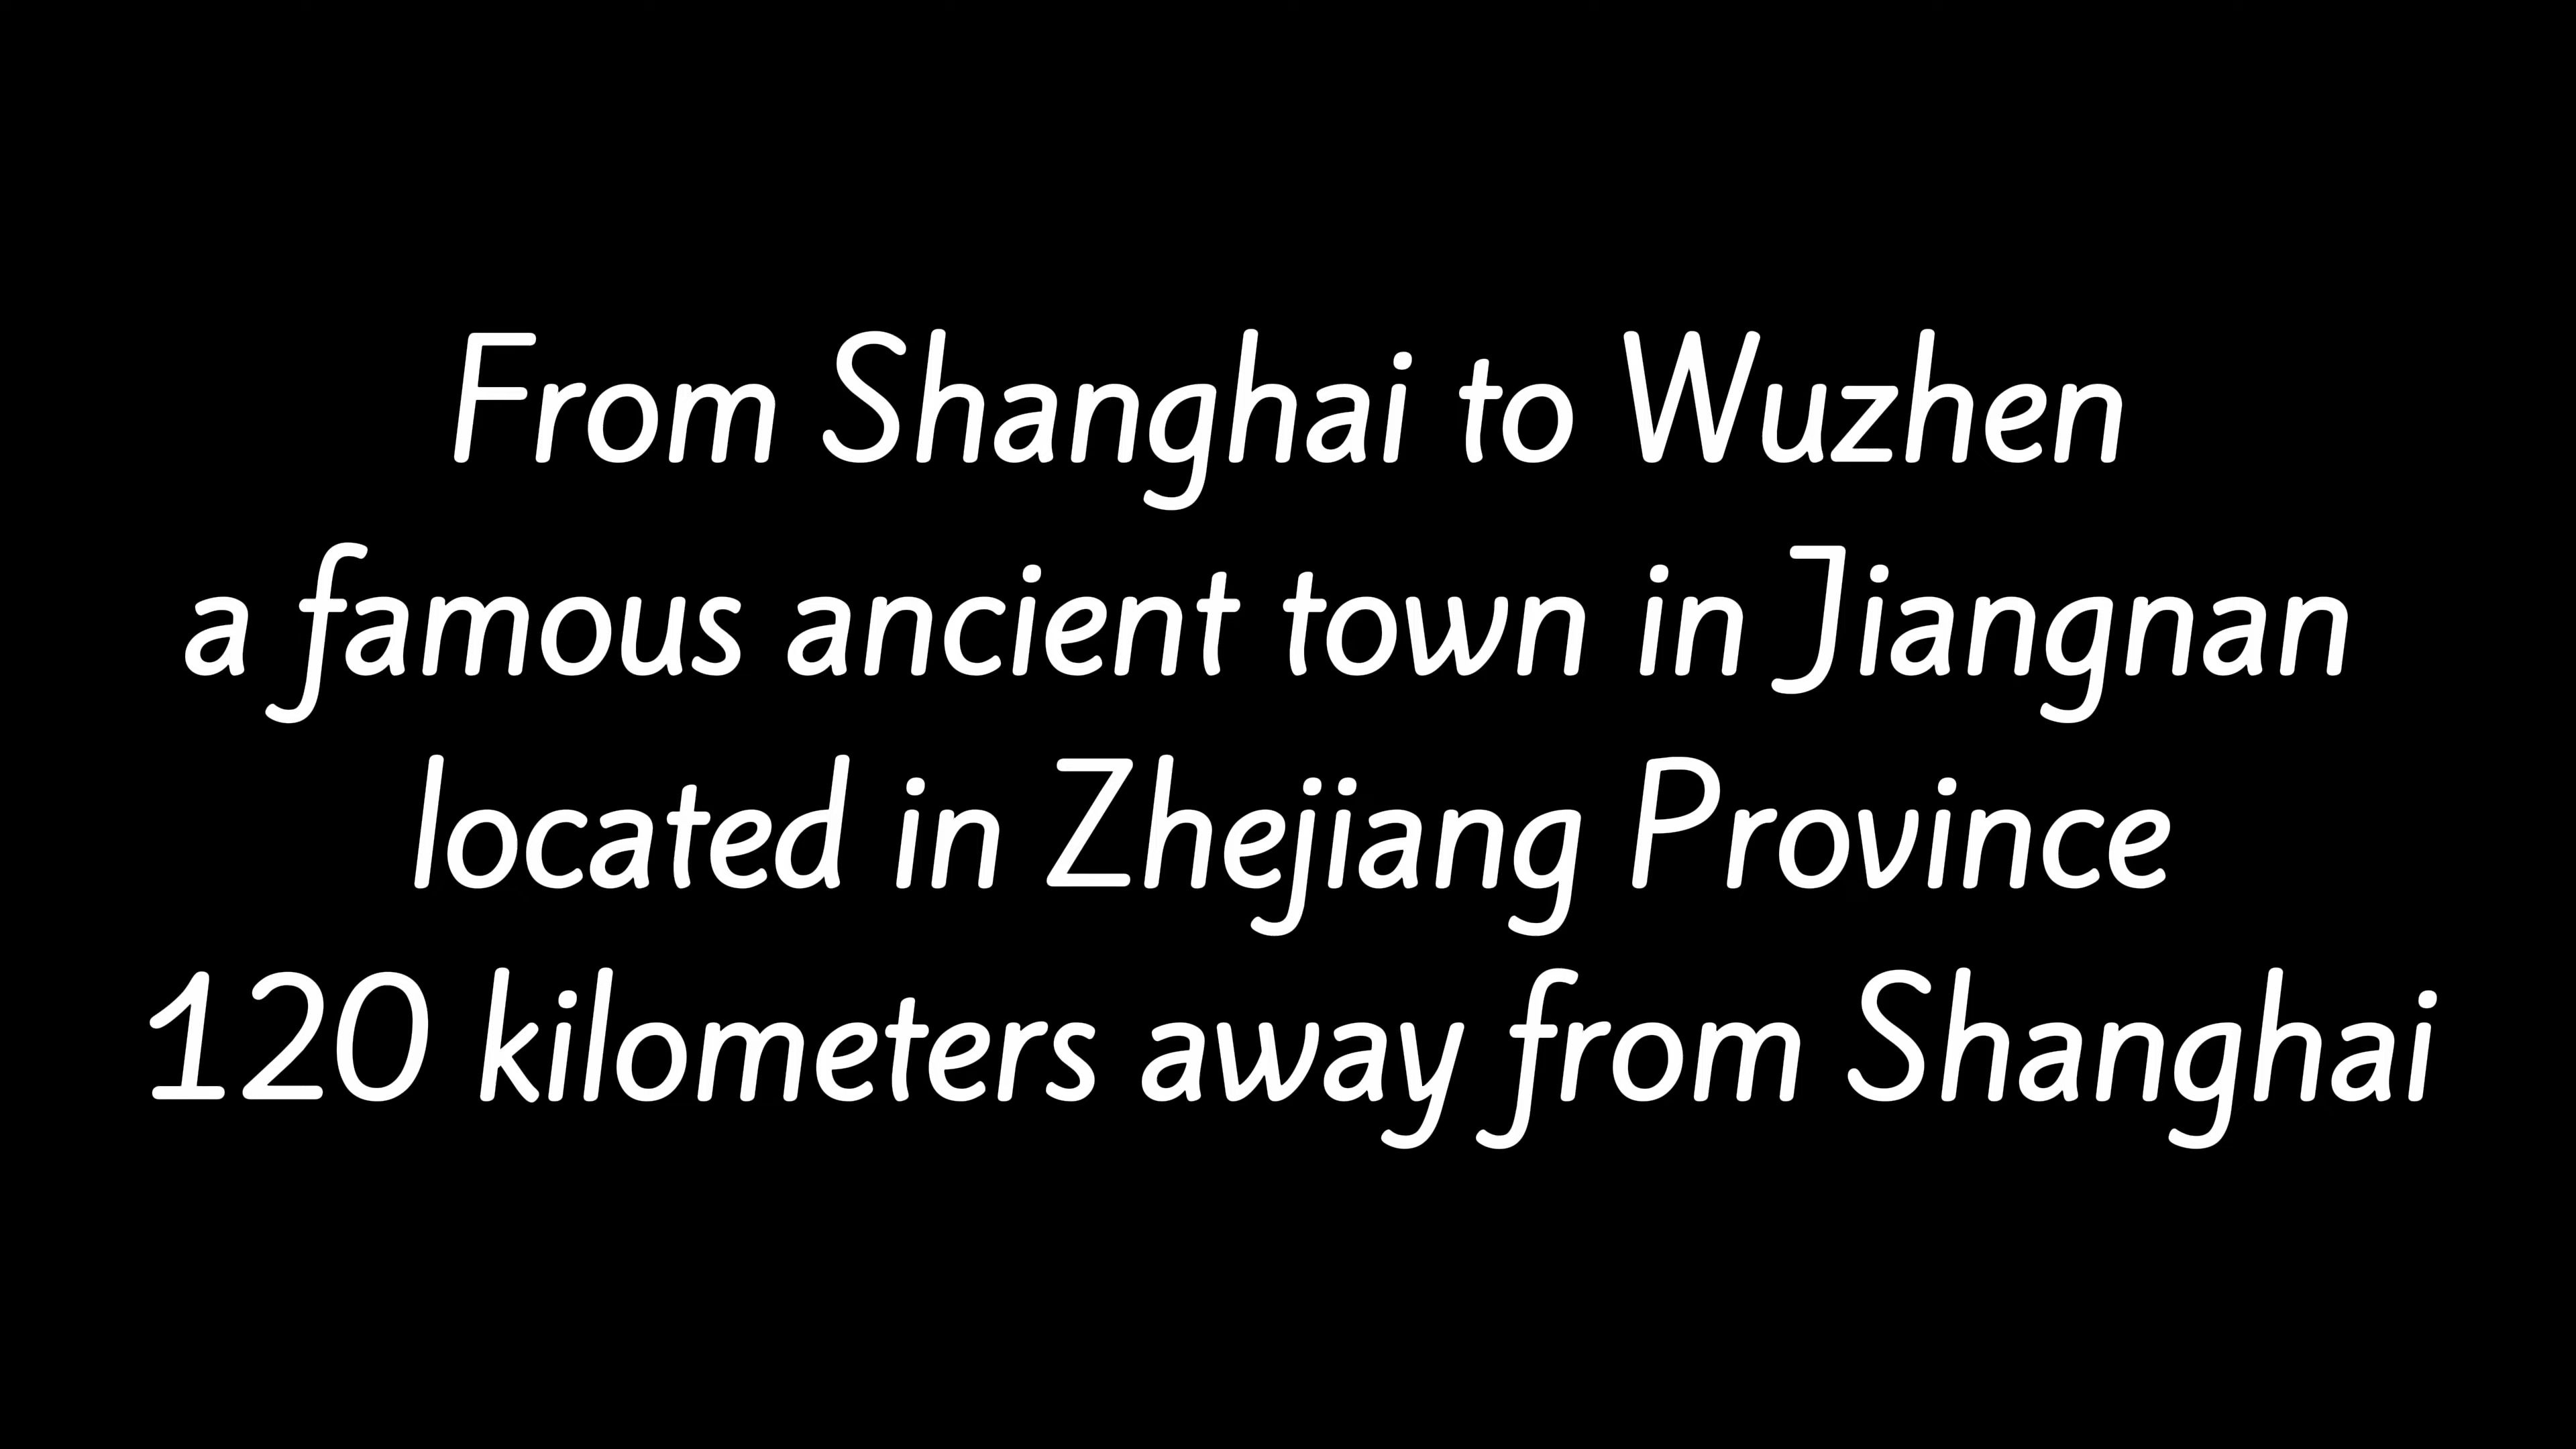 From Shanghai to Wuzhen
a famous ancient town in Jiangnan
located in Zhejiang Province
120 kilometers away from Shanghai